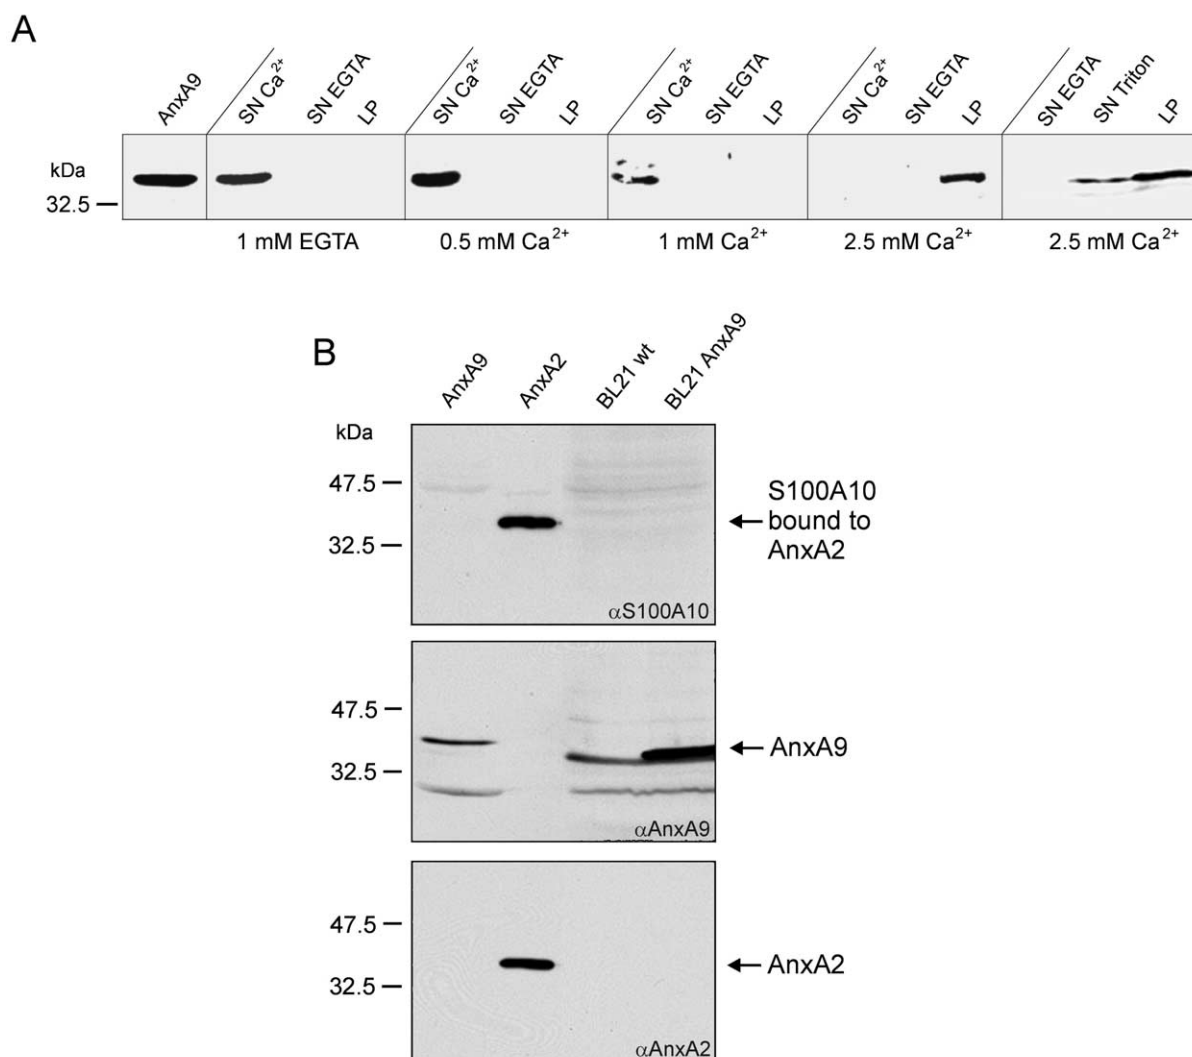 A
AnxA9
SN Ca²⁺
SN EGTA
LP
SN Ca²⁺
SN EGTA
LP
SN Ca²⁺
SN EGTA
LP
SN Ca²⁺
SN EGTA
LP
SN EGTA
SN Triton
LP
kDa
32.5
1 mM EGTA
0.5 mM Ca²⁺
1 mM Ca²⁺
2.5 mM Ca²⁺
2.5 mM Ca²⁺
B
AnxA9
AnxA2
BL21 wt
BL21 AnxA9
kDa
47.5
32.5
S100A10
bound to
AnxA2
αS100A10
47.5
32.5
AnxA9
αAnxA9
47.5
32.5
AnxA2
αAnxA2